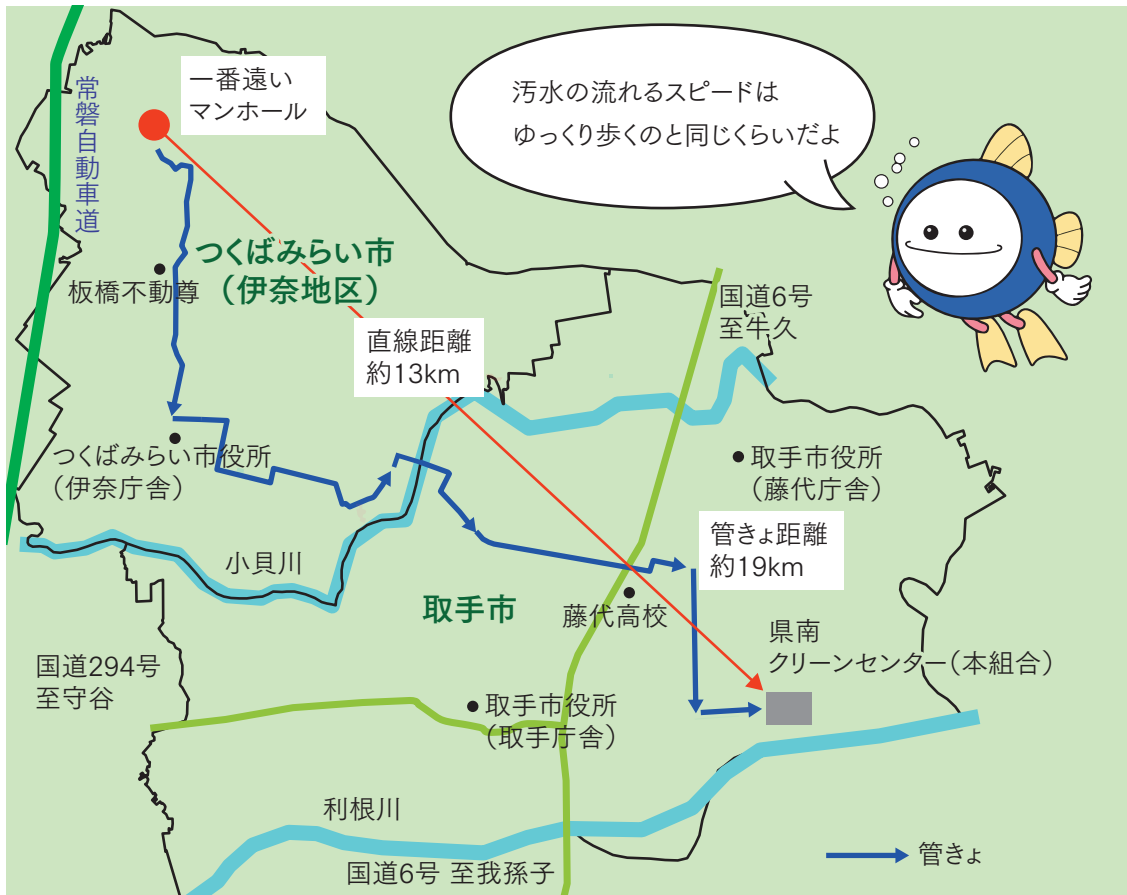 一番遠い
マンホール
汚水の流れるスピードは
ゆっくり歩くのと同じくらいだよ
常磐自動車道
つくばみらい市
（伊奈地区）
板橋不動尊
国道6号
至牛久
直線距離
約13km
つくばみらい市役所
（伊奈庁舎）
取手市役所
（藤代庁舎）
管きょ距離
約19km
小貝川
取手市
藤代高校
県南
クリーンセンター（本組合）
国道294号
至守谷
取手市役所
（取手庁舎）
利根川
国道6号 至我孫子
管きょ